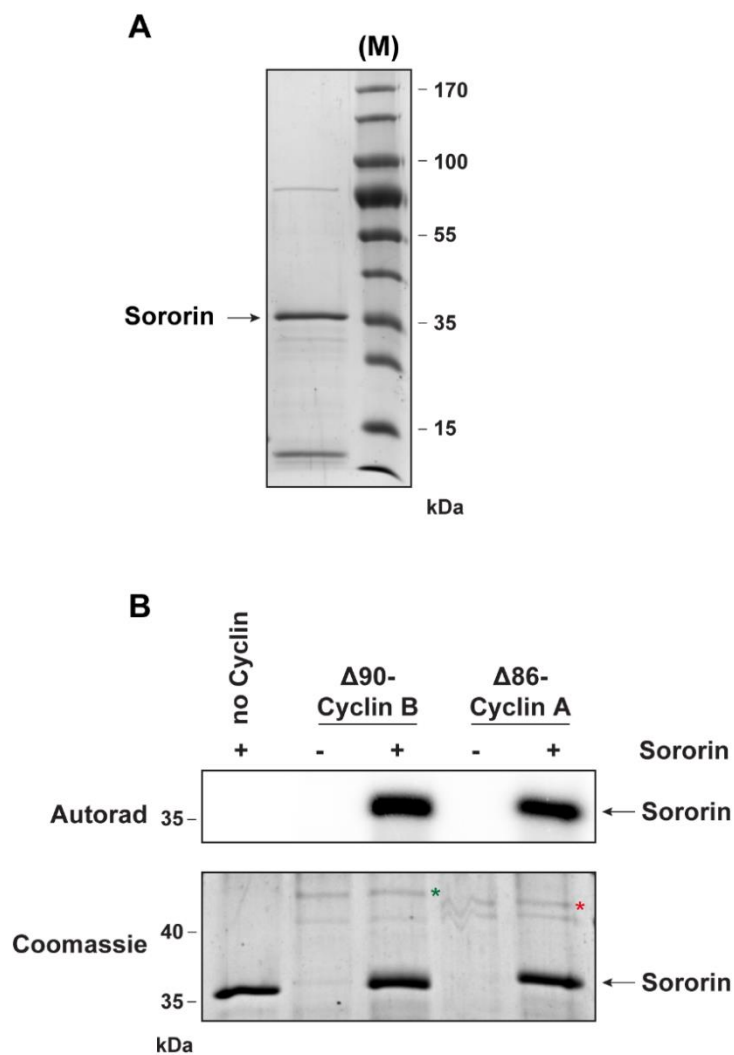 A
(M)
170
100
55
Sororin
35
15
kDa
B
no Cyclin
Δ90-
Cyclin B
Δ86-
Cyclin A
+ - + - + Sororin
Autorad 35 Sororin
* *
Coomassie 40
35 Sororin
kDa